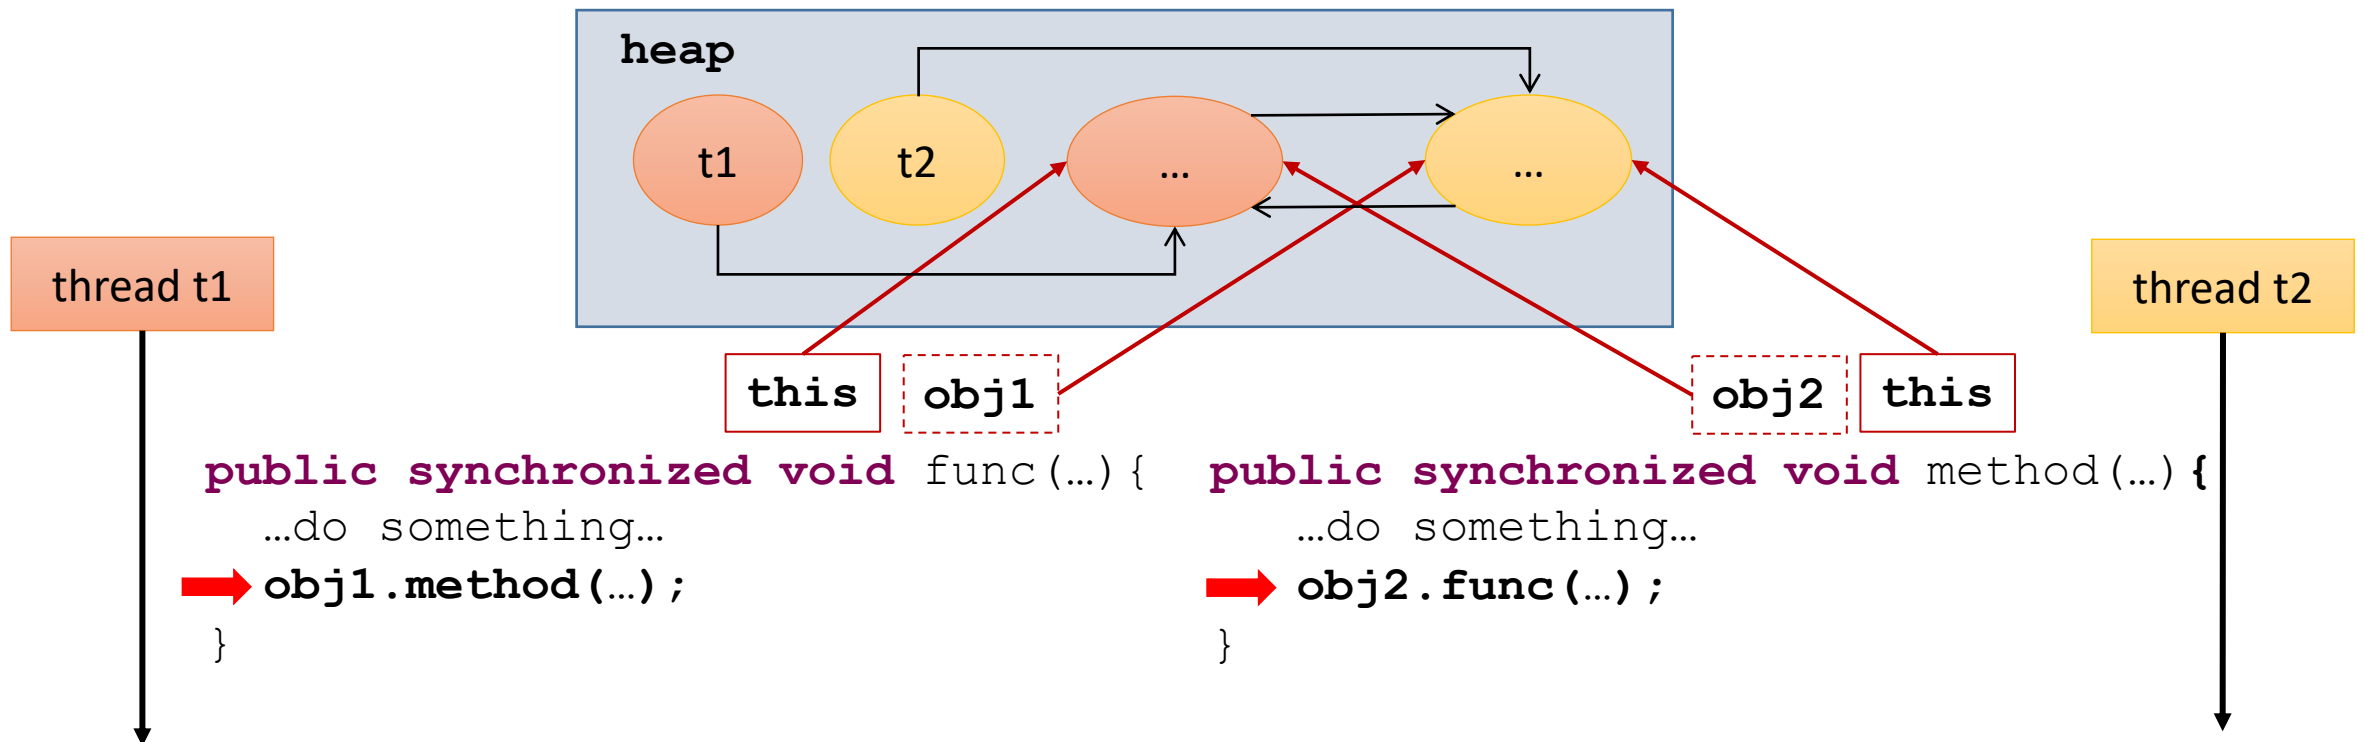 heap
t1
t2
…
…
thread t1
thread t2
this
obj1
obj2
this
public synchronized void func(…){
…do something…
obj1.method(…);
}
public synchronized void method(…){
…do something…
obj2.func(…);
}